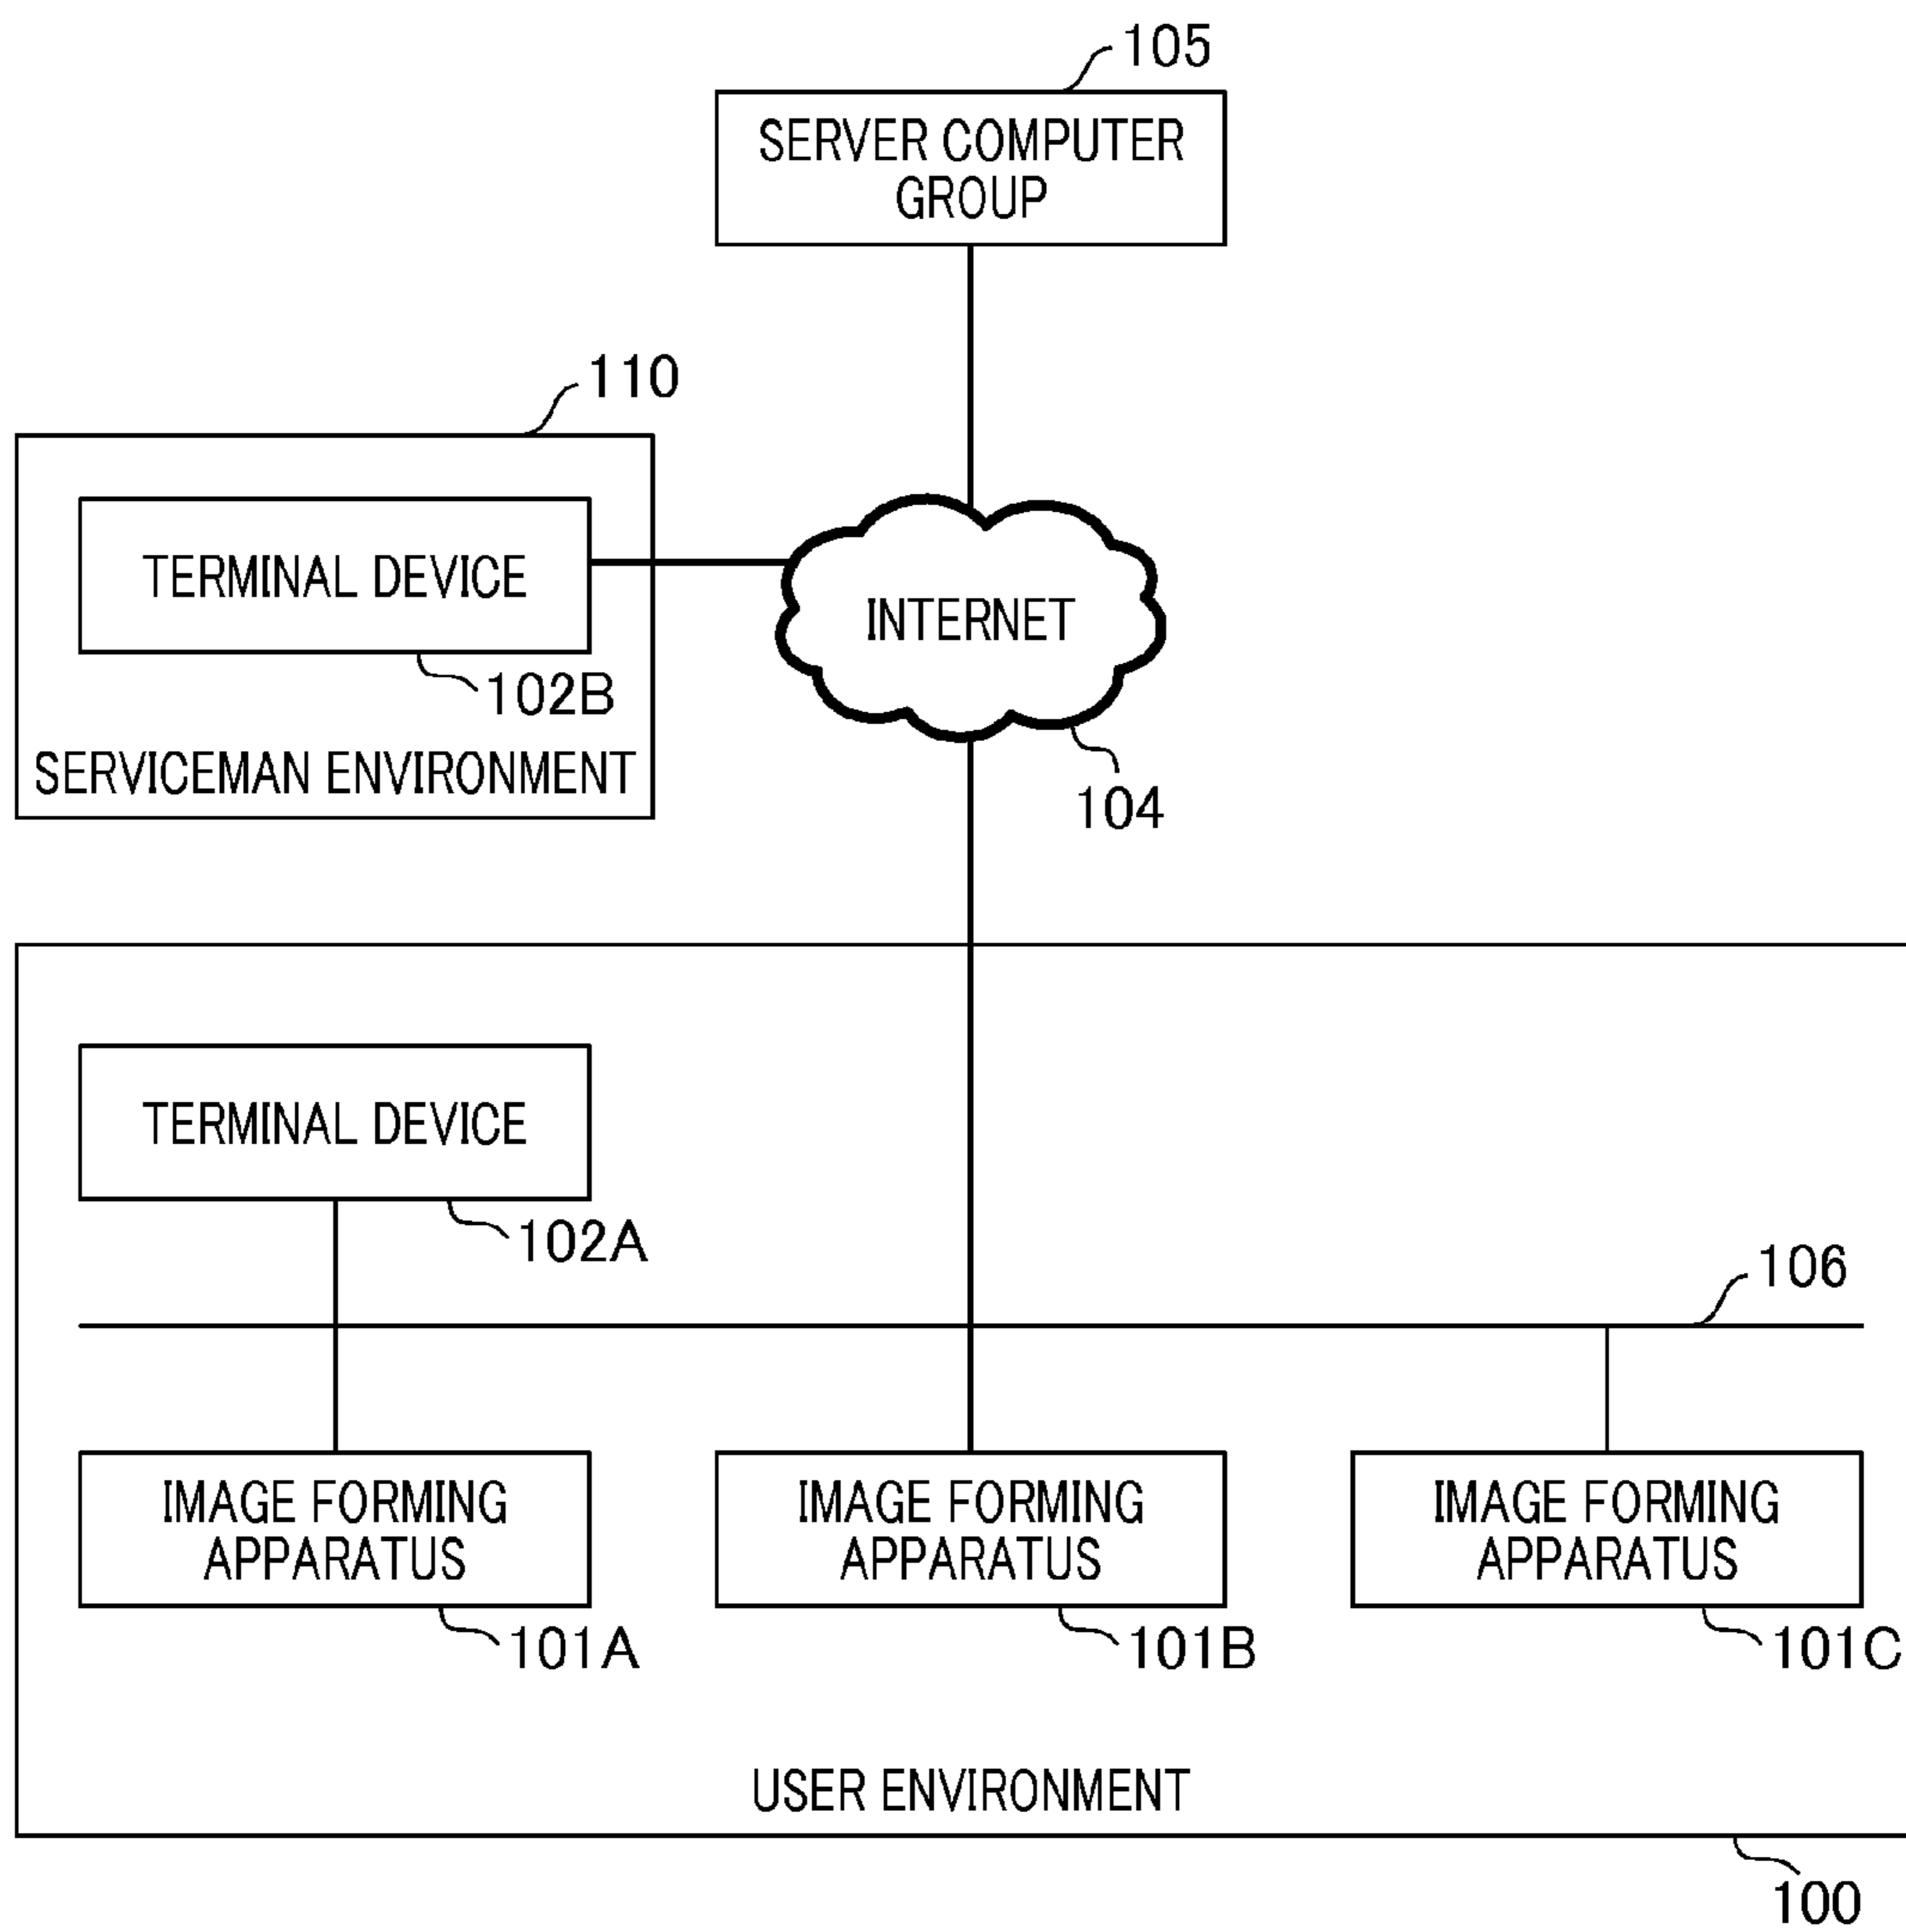 105
SERVER COMPUTER
GROUP
110
TERMINAL DEVICE
INTERNET
102B
SERVICEMAN ENVIRONMENT
104
TERMINAL DEVICE
102A
106
IMAGE FORMING
APPARATUS
IMAGE FORMING
APPARATUS
IMAGE FORMING
APPARATUS
101A
101B
101C
USER ENVIRONMENT
100